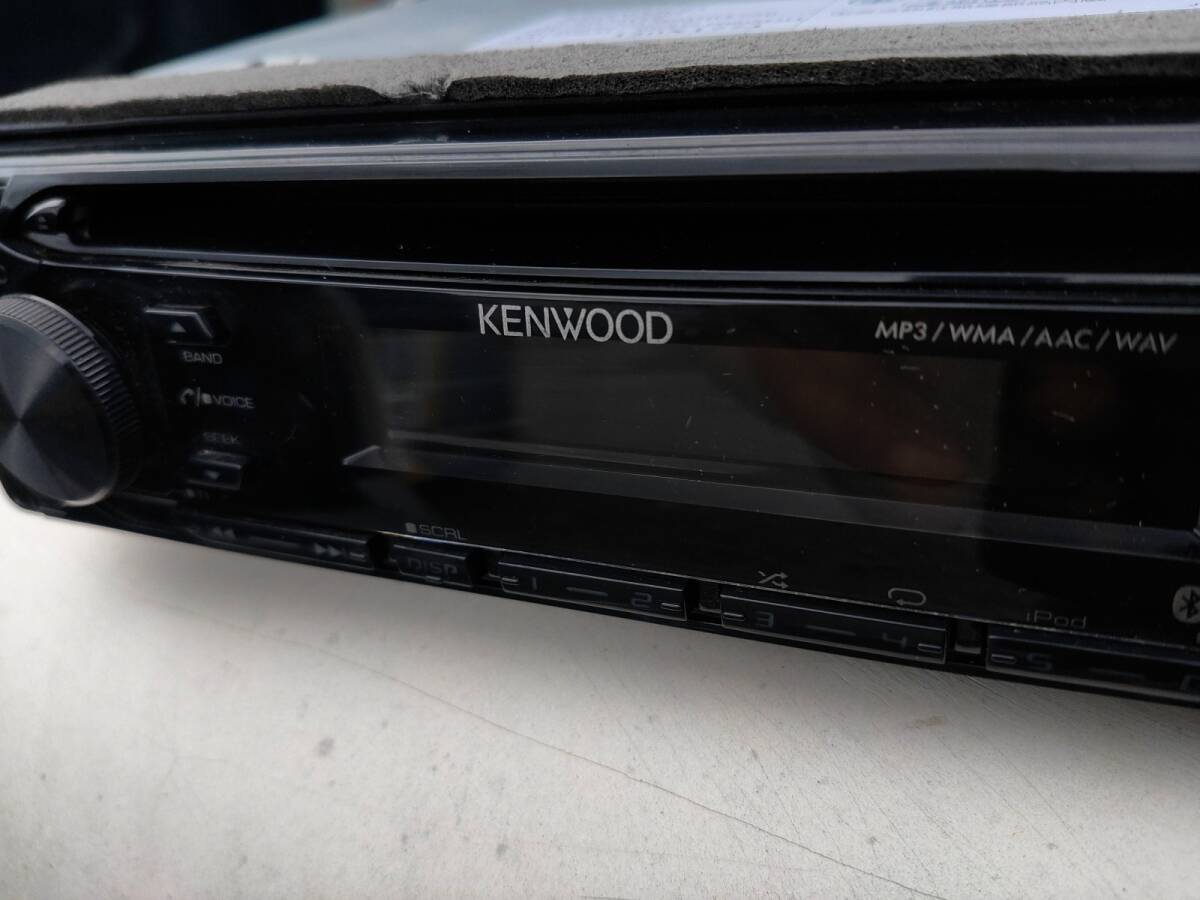 KENWOOD
MP3/WMA/AAC/WAV
BAND
VOICE
SEEK
SCRL
DISP
1 — 2
3 — 4
iPod
5 —